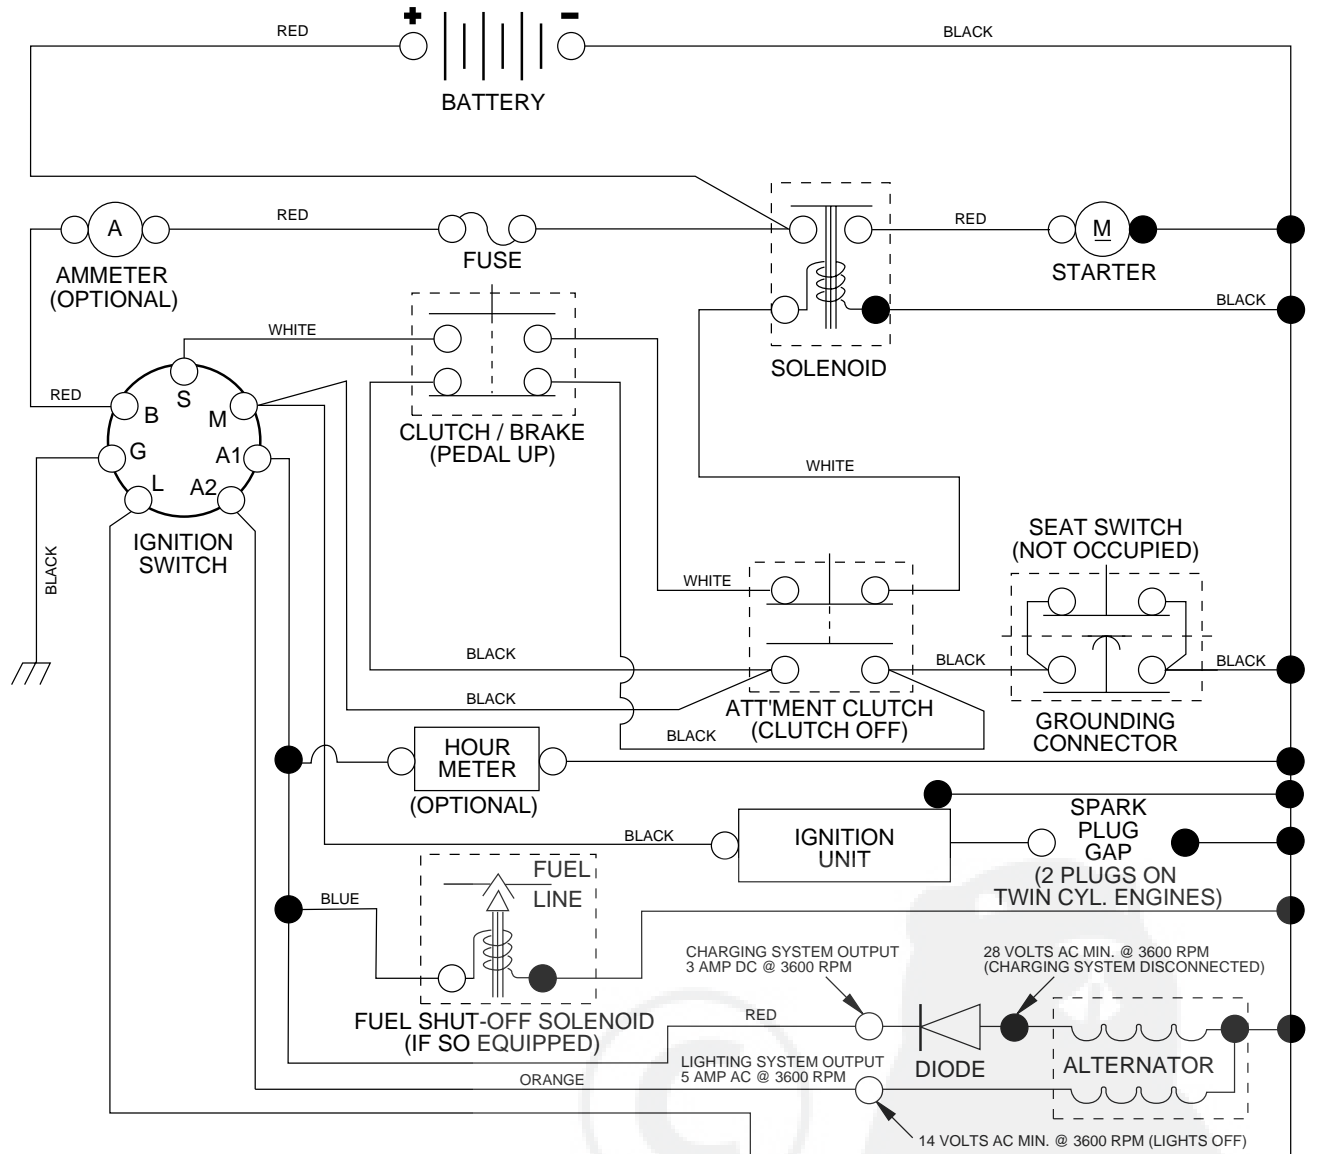 + −
RED
BLACK
BATTERY
RED
A
RED
M
FUSE
STARTER
AMMETER
(OPTIONAL)
BLACK
WHITE
SOLENOID
RED
S
B
M
CLUTCH / BRAKE
(PEDAL UP)
G
A1
WHITE
L
A2
IGNITION
SWITCH
SEAT SWITCH
(NOT OCCUPIED)
BLACK
WHITE
BLACK
BLACK
BLACK
BLACK
ATT'MENT CLUTCH
(CLUTCH OFF)
GROUNDING
CONNECTOR
BLACK
HOUR
METER
(OPTIONAL)
BLACK
IGNITION
UNIT
SPARK
PLUG
GAP
(2 PLUGS ON
TWIN CYL. ENGINES)
FUEL
LINE
BLUE
CHARGING SYSTEM OUTPUT
3 AMP DC @ 3600 RPM
28 VOLTS AC MIN. @ 3600 RPM
(CHARGING SYSTEM DISCONNECTED)
FUEL SHUT-OFF SOLENOID
(IF SO EQUIPPED)
RED
DIODE
ALTERNATOR
LIGHTING SYSTEM OUTPUT
5 AMP AC @ 3600 RPM
ORANGE
14 VOLTS AC MIN. @ 3600 RPM (LIGHTS OFF)
©